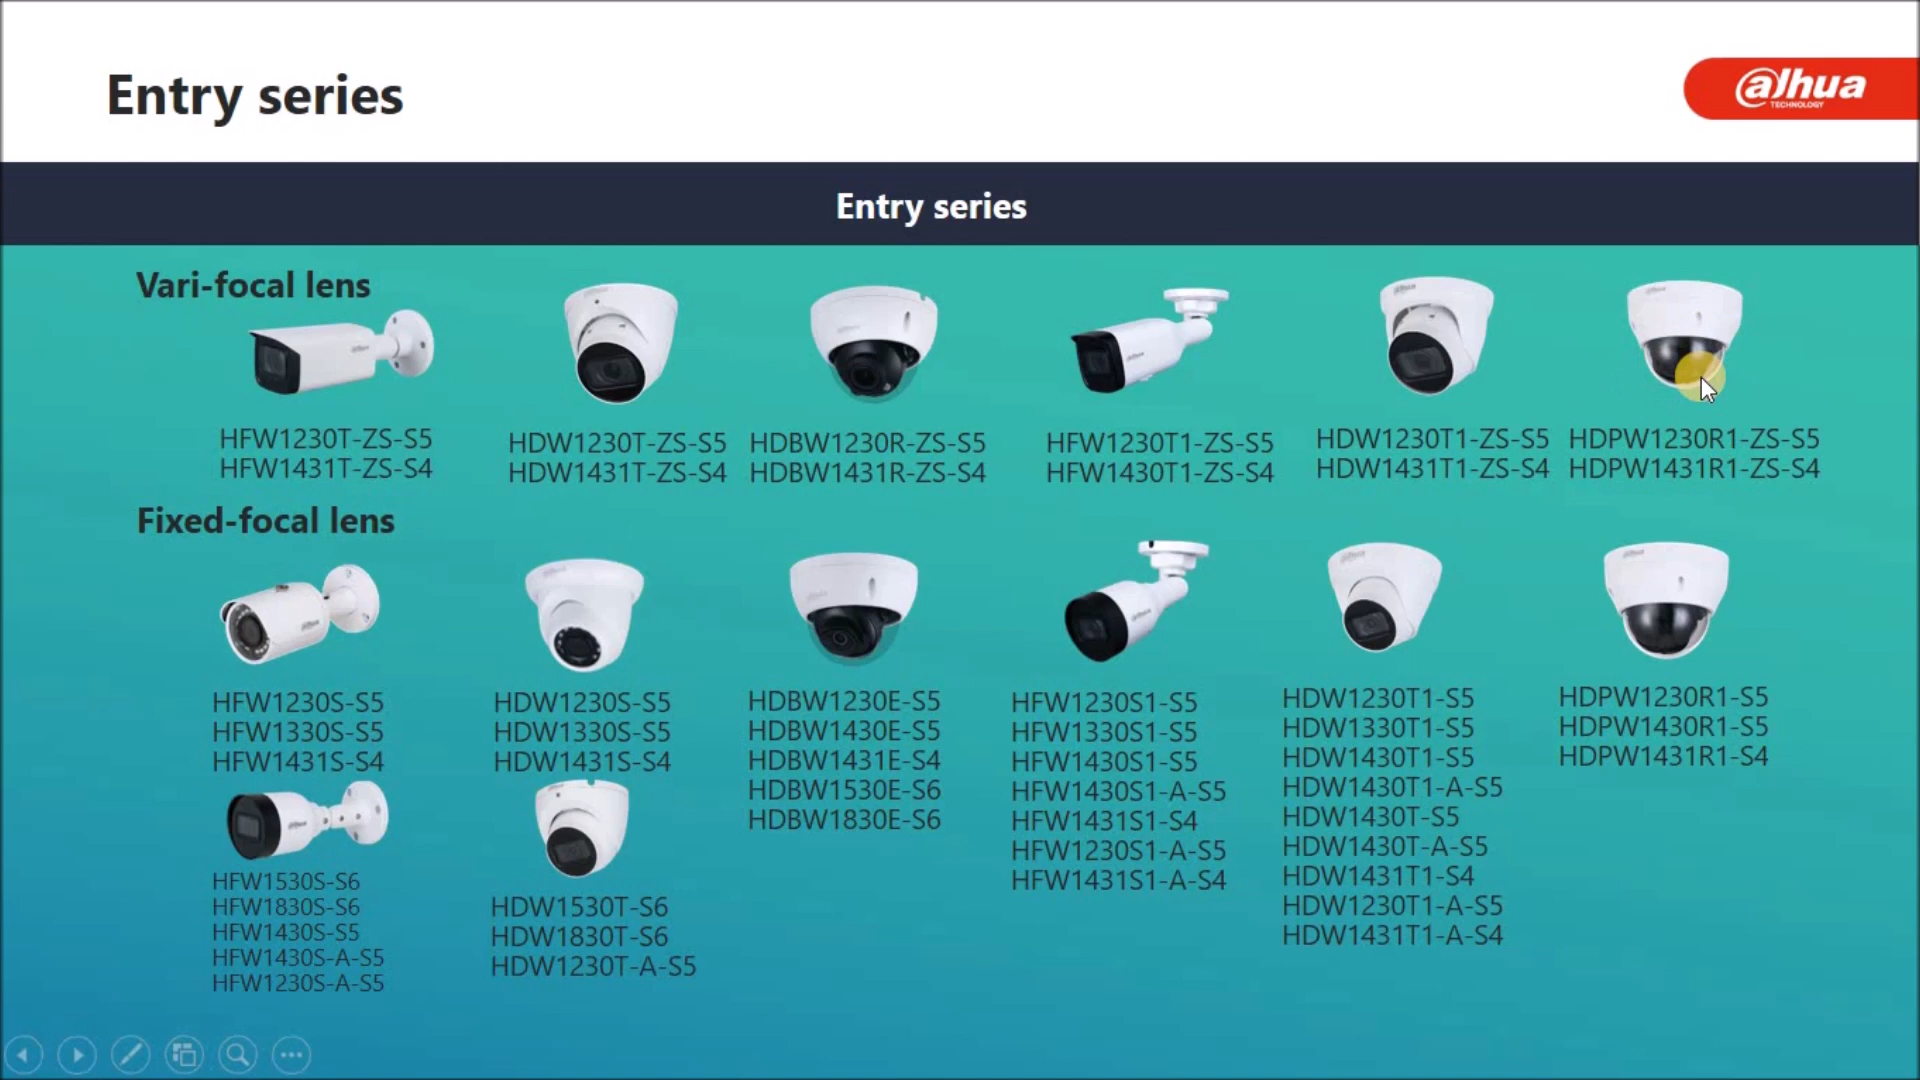 Entry series
alhua
TECHNOLOGY
Entry series
Vari-focal lens
HFW1230T-ZS-S5
HFW1431T-ZS-S4
HDW1230T-ZS-S5
HDW1431T-ZS-S4
HDBW1230R-ZS-S5
HDBW1431R-ZS-S4
HFW1230T1-ZS-S5
HFW1430T1-ZS-S4
HDW1230T1-ZS-S5
HDW1431T1-ZS-S4
HDPW1230R1-ZS-S5
HDPW1431R1-ZS-S4
Fixed-focal lens
HFW1230S-S5
HFW1330S-S5
HFW1431S-S4
HFW1530S-S6
HFW1830S-S6
HFW1430S-S5
HFW1430S-A-S5
HFW1230S-A-S5
HDW1230S-S5
HDW1330S-S5
HDW1431S-S4
HDW1530T-S6
HDW1830T-S6
HDW1230T-A-S5
HDBW1230E-S5
HDBW1430E-S5
HDBW1431E-S4
HDBW1530E-S6
HDBW1830E-S6
HFW1230S1-S5
HFW1330S1-S5
HFW1430S1-S5
HFW1430S1-A-S5
HFW1431S1-S4
HFW1230S1-A-S5
HFW1431S1-A-S4
HDW1230T1-S5
HDW1330T1-S5
HDW1430T1-S5
HDW1430T1-A-S5
HDW1430T-S5
HDW1430T-A-S5
HDW1431T1-S4
HDW1230T1-A-S5
HDW1431T1-A-S4
HDPW1230R1-S5
HDPW1430R1-S5
HDPW1431R1-S4